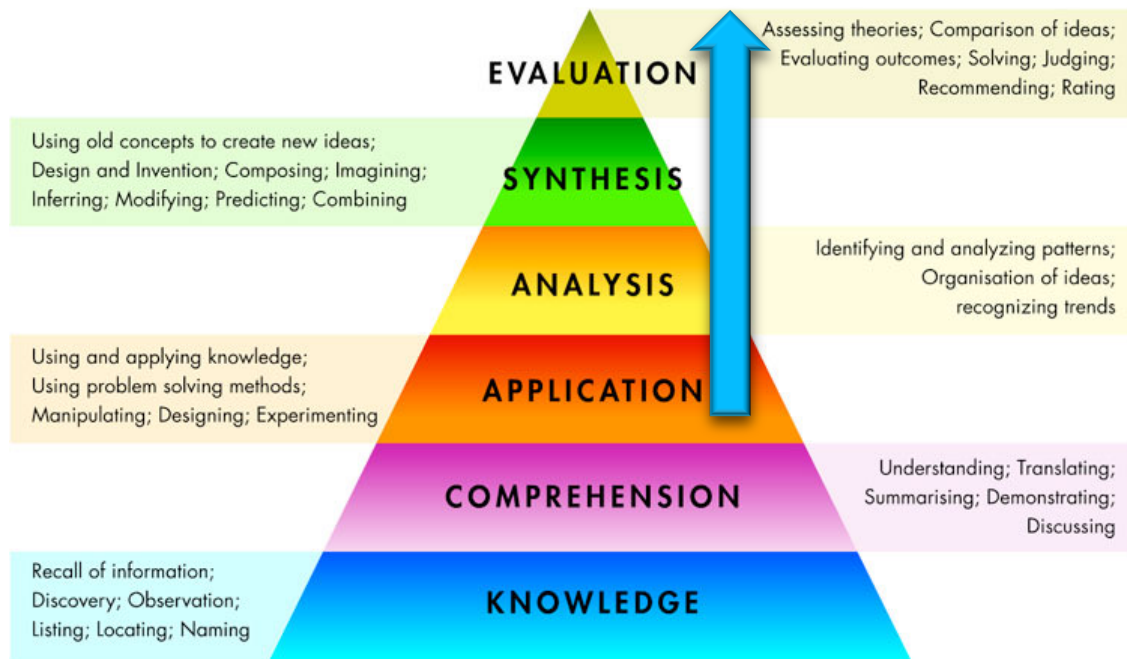 Assessing theories; Comparison of ideas;
Evaluating outcomes; Solving; Judging;
Recommending; Rating
EVALUATION
Using old concepts to create new ideas;
Design and Invention; Composing; Imagining;
Inferring; Modifying; Predicting; Combining
SYNTHESIS
Identifying and analyzing patterns;
Organisation of ideas;
recognizing trends
ANALYSIS
Using and applying knowledge;
Using problem solving methods;
Manipulating; Designing; Experimenting
APPLICATION
Understanding; Translating;
Summarising; Demonstrating;
Discussing
COMPREHENSION
Recall of information;
Discovery; Observation;
Listing; Locating; Naming
KNOWLEDGE